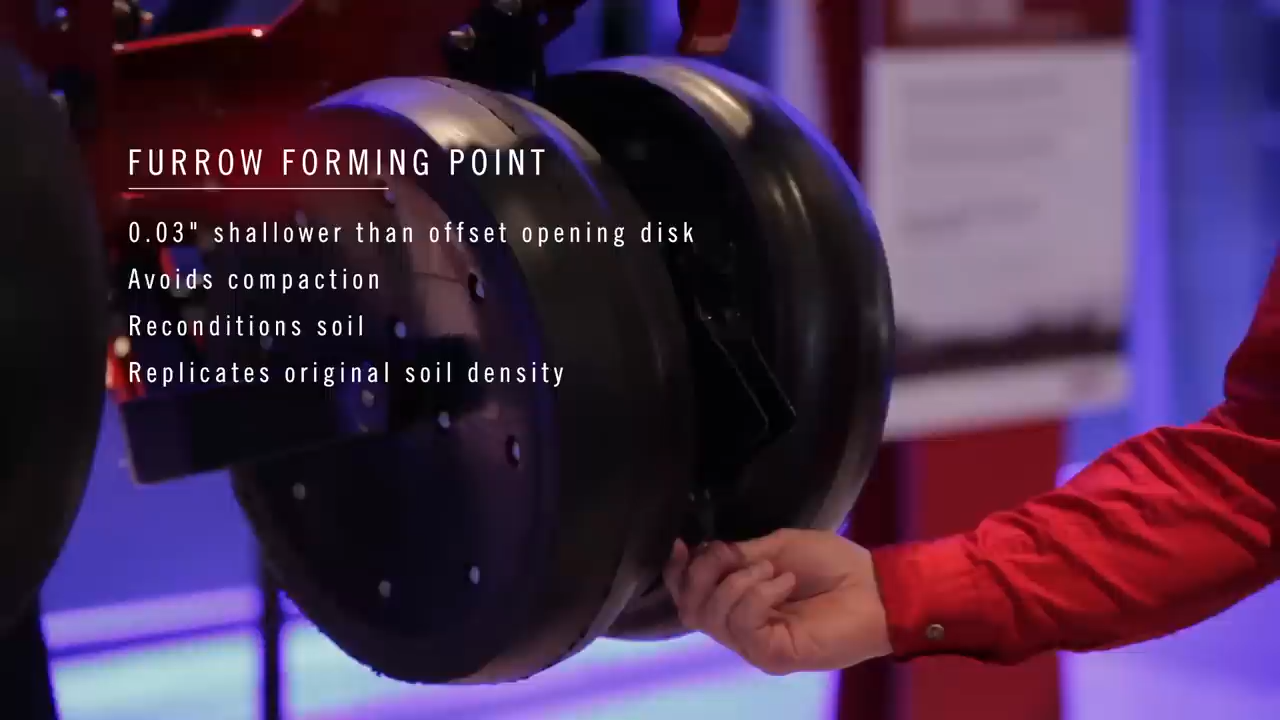 FURROW FORMING POINT
0.03" shallower than offset opening disk
Avoids compaction
Reconditions soil
Replicates original soil density